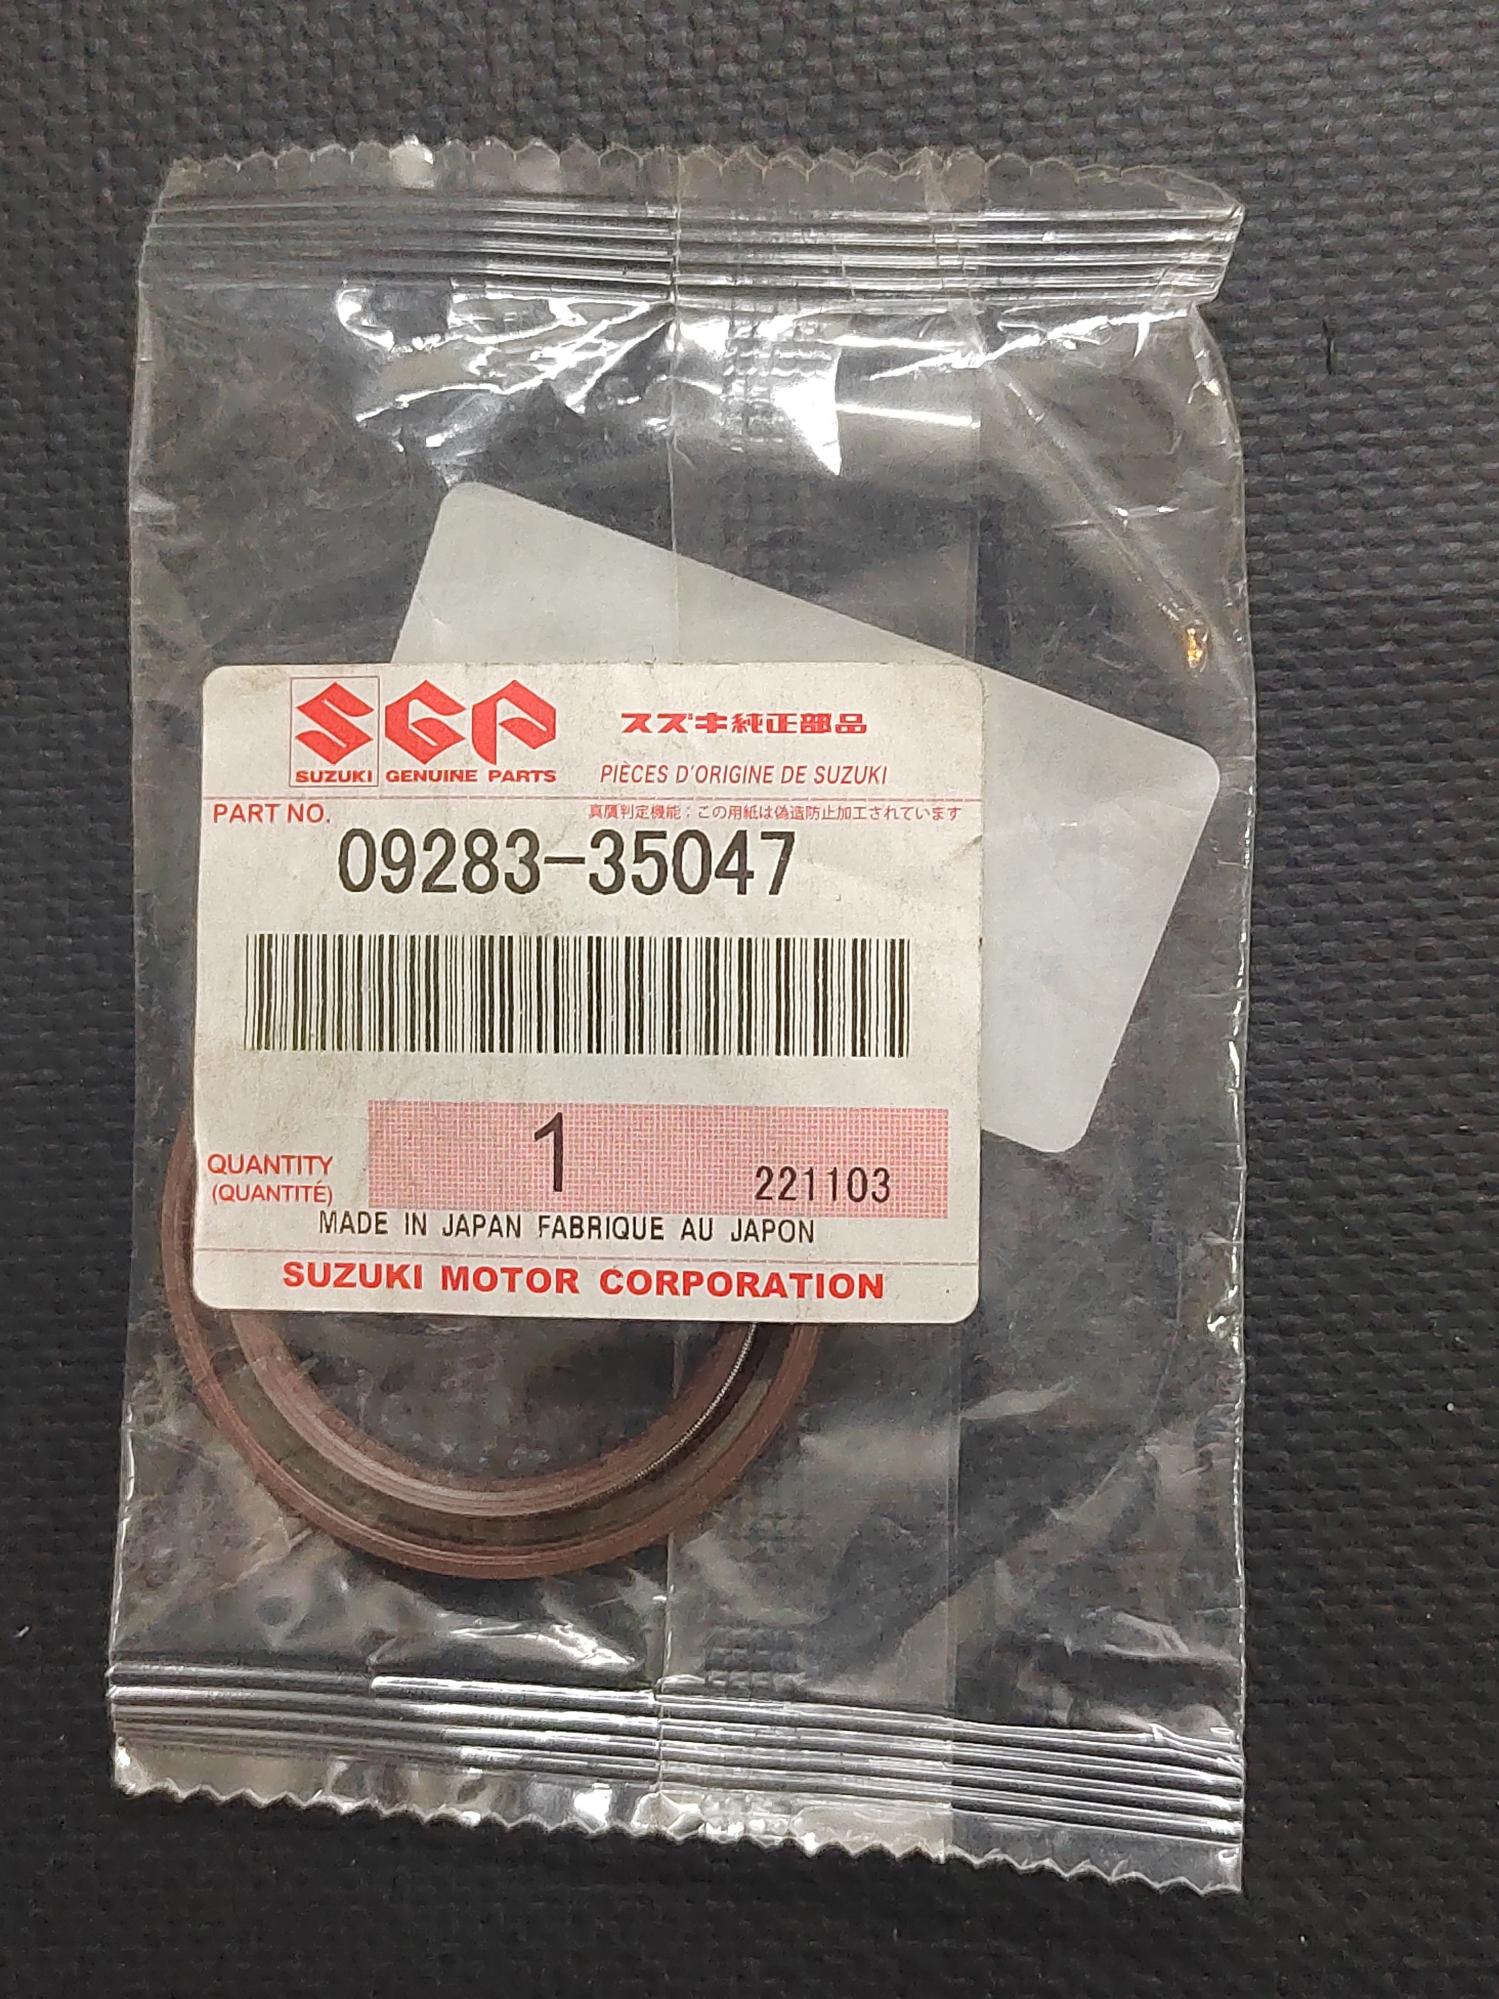 SGP スズキ純正部品
SUZUKI GENUINE PARTS PIÈCES D'ORIGINE DE SUZUKI
PART NO. 真贋判定機能：この用紙は偽造防止加工されています
09283-35047
1
QUANTITY
(QUANTITÉ) 221103
MADE IN JAPAN FABRIQUE AU JAPON
SUZUKI MOTOR CORPORATION